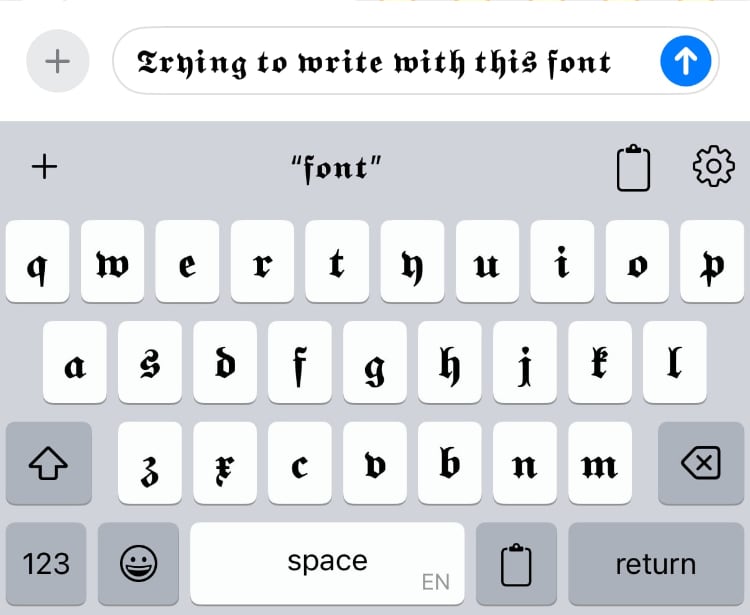 Trying to write with this font
“font”
q w e r t y u i o p
a s d f g h j k l
z x c v b n m
123 space EN return